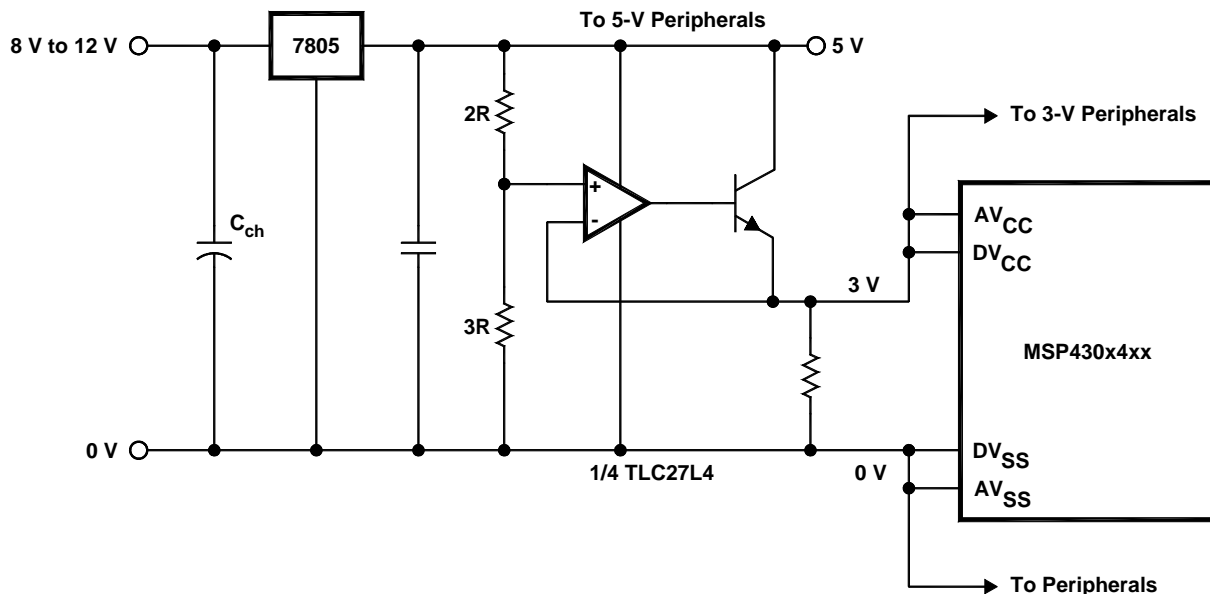 To 5-V Peripherals
8 V to 12 V
7805
5 V
2R
To 3-V Peripherals
+
-
AVCC
Cch
DVCC
3 V
3R
MSP430x4xx
0 V
1/4 TLC27L4
0 V
DVSS
AVSS
To Peripherals